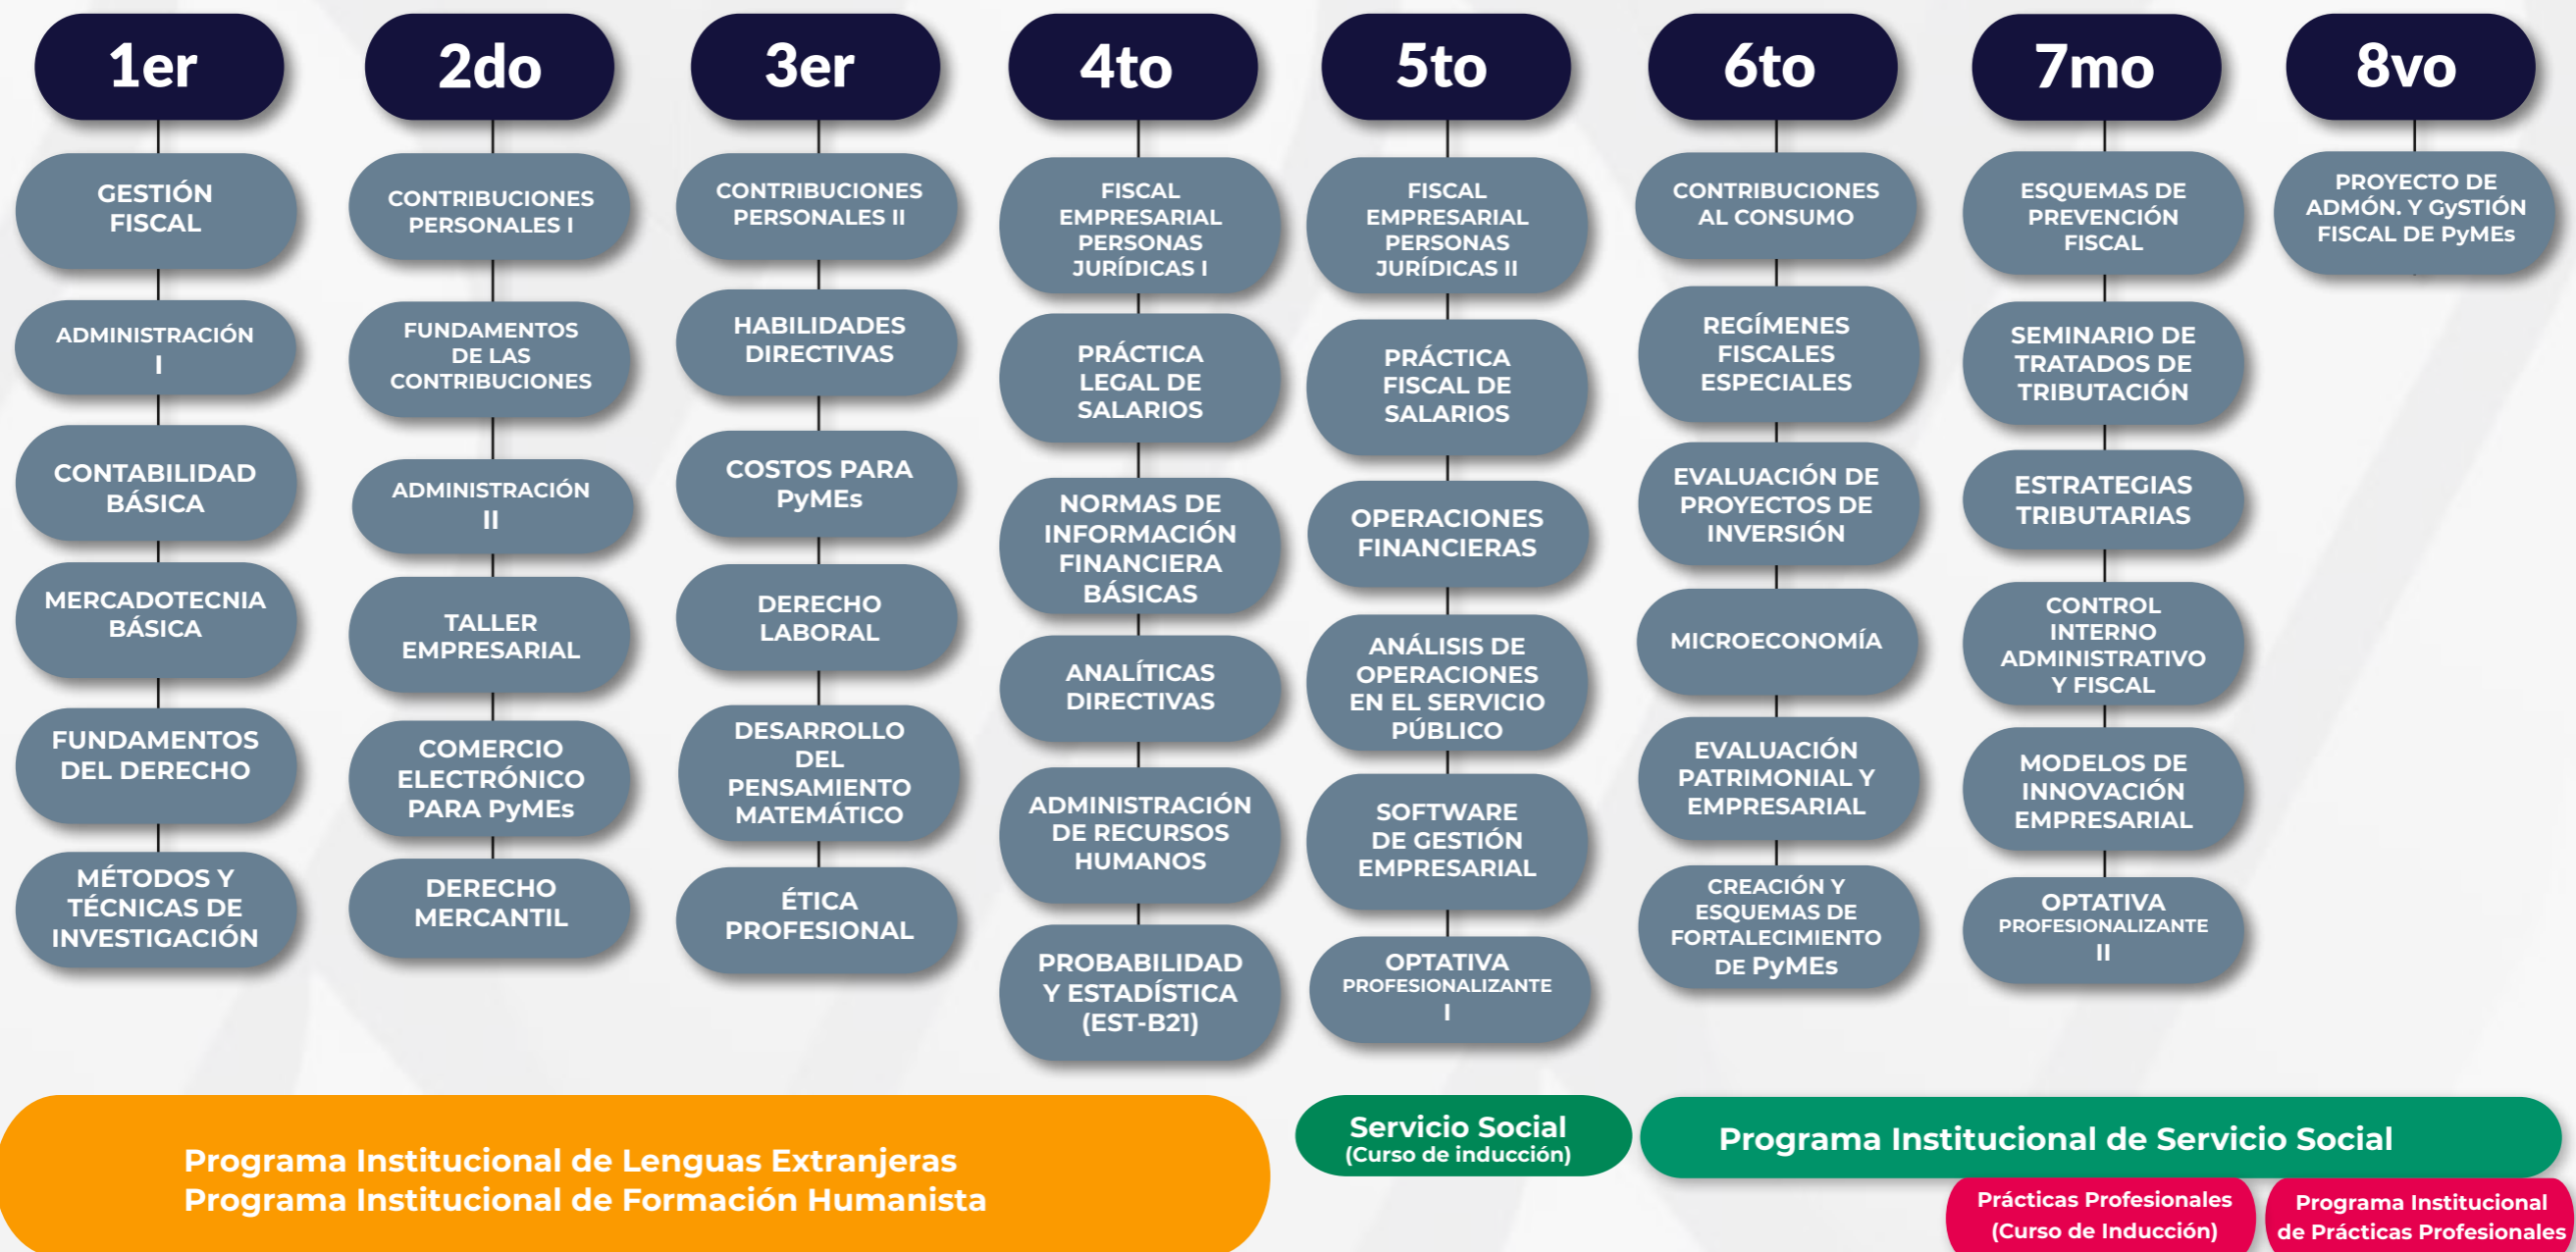 1er
GESTIÓN
FISCAL
ADMINISTRACIÓN
I
CONTABILIDAD
BÁSICA
MERCADOTECNIA
BÁSICA
FUNDAMENTOS
DEL DERECHO
MÉTODOS Y
TÉCNICAS DE
INVESTIGACIÓN
2do
CONTRIBUCIONES
PERSONALES I
FUNDAMENTOS
DE LAS
CONTRIBUCIONES
ADMINISTRACIÓN
II
TALLER
EMPRESARIAL
COMERCIO
ELECTRÓNICO
PARA PyMEs
DERECHO
MERCANTIL
3er
CONTRIBUCIONES
PERSONALES II
HABILIDADES
DIRECTIVAS
COSTOS PARA
PyMEs
DERECHO
LABORAL
DESARROLLO
DEL
PENSAMIENTO
MATEMÁTICO
ÉTICA
PROFESIONAL
4to
FISCAL
EMPRESARIAL
PERSONAS
JURÍDICAS I
PRÁCTICA
LEGAL DE
SALARIOS
NORMAS DE
INFORMACIÓN
FINANCIERA
BÁSICAS
ANALÍTICAS
DIRECTIVAS
ADMINISTRACIÓN
DE RECURSOS
HUMANOS
PROBABILIDAD
Y ESTADÍSTICA
(EST-B21)
5to
FISCAL
EMPRESARIAL
PERSONAS
JURÍDICAS II
PRÁCTICA
FISCAL DE
SALARIOS
OPERACIONES
FINANCIERAS
ANÁLISIS DE
OPERACIONES
EN EL SERVICIO
PÚBLICO
SOFTWARE
DE GESTIÓN
EMPRESARIAL
OPTATIVA
PROFESIONALIZANTE
I
6to
CONTRIBUCIONES
AL CONSUMO
REGÍMENES
FISCALES
ESPECIALES
EVALUACIÓN DE
PROYECTOS DE
INVERSIÓN
MICROECONOMÍA
EVALUACIÓN
PATRIMONIAL Y
EMPRESARIAL
CREACIÓN Y
ESQUEMAS DE
FORTALECIMIENTO
DE PyMEs
7mo
ESQUEMAS DE
PREVENCIÓN
FISCAL
SEMINARIO DE
TRATADOS DE
TRIBUTACIÓN
ESTRATEGIAS
TRIBUTARIAS
CONTROL
INTERNO
ADMINISTRATIVO
Y FISCAL
MODELOS DE
INNOVACIÓN
EMPRESARIAL
OPTATIVA
PROFESIONALIZANTE
II
8vo
PROYECTO DE
ADMÓN. Y GySTIÓN
FISCAL DE PyMEs
Programa Institucional de Lenguas Extranjeras
Programa Institucional de Formación Humanista
Servicio Social
(Curso de inducción)
Programa Institucional de Servicio Social
Prácticas Profesionales
(Curso de Inducción)
Programa Institucional
de Prácticas Profesionales